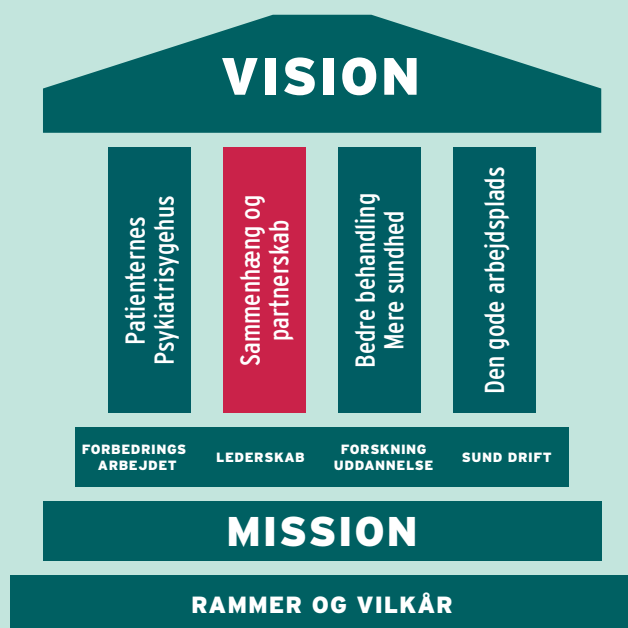 VISION
Patienternes
Psykiatrisygehus
Sammenhæng og
partnerskab
Bedre behandling
Mere sundhed
Den gode arbejdsplads
FORBEDRINGS
ARBEJDET
LEDERSKAB
FORSKNING
UDDANNELSE
SUND DRIFT
MISSION
RAMMER OG VILKÅR